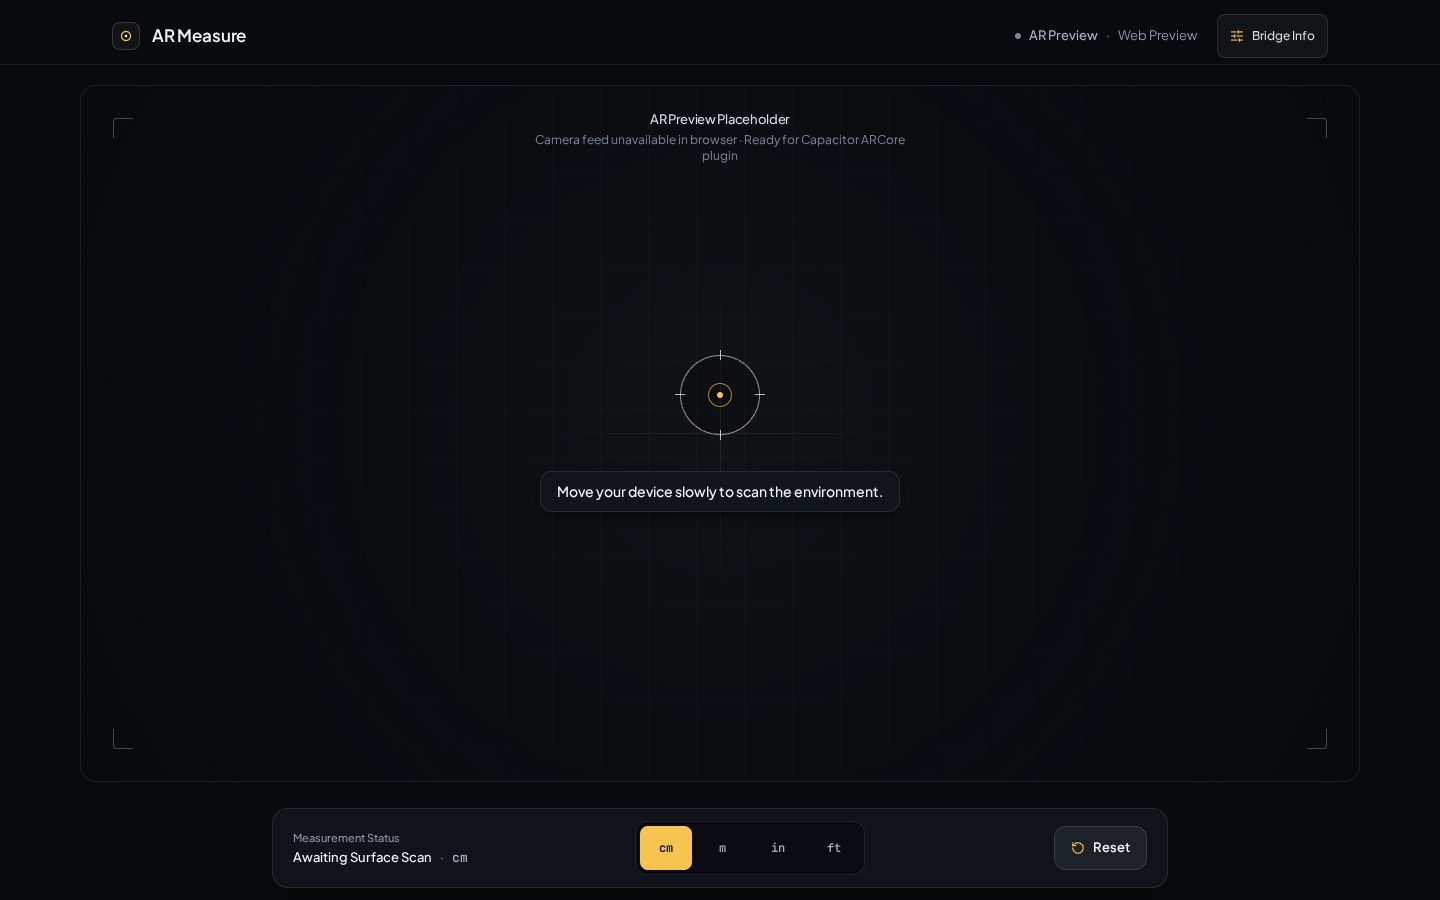 AR Measure
AR Preview · Web Preview
Bridge Info
AR Preview Placeholder
Camera feed unavailable in browser · Ready for Capacitor ARCore
plugin
Move your device slowly to scan the environment.
Measurement Status
Awaiting Surface Scan · cm
cm m in ft
Reset